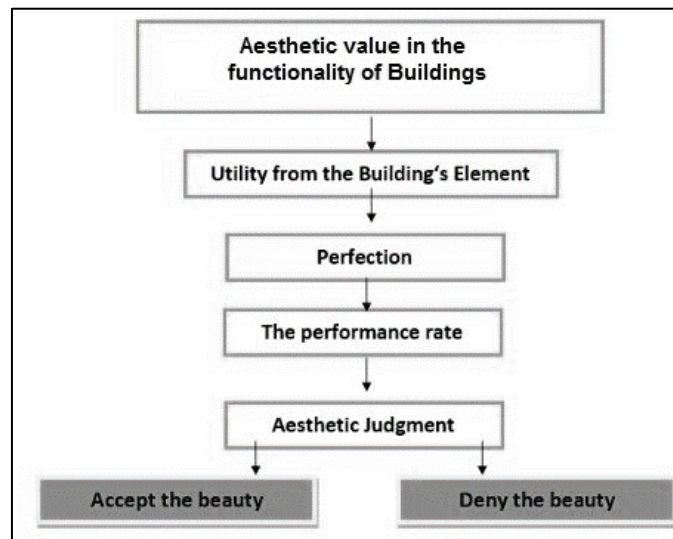 Aesthetic value in the
functionality of Buildings
Utility from the Building‘s Element
Perfection
The performance rate
Aesthetic Judgment
Accept the beauty
Deny the beauty